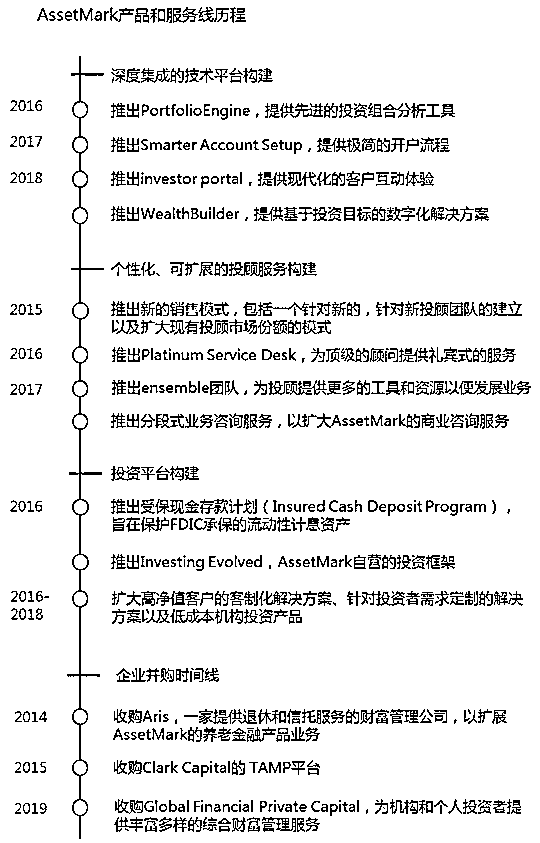 AssetMark产品和服务线历程
深度集成的技术平台构建
2016 推出PortfolioEngine，提供先进的投资组合分析工具
2017 推出Smarter Account Setup，提供极简的开户流程
2018 推出investor portal，提供现代化的客户互动体验
推出WealthBuilder，提供基于投资目标的数字化解决方案
个性化、可扩展的投顾服务构建
2015 推出新的销售模式，包括一个针对新的，针对新投顾团队的建立
以及扩大现有投顾市场份额的模式
2016 推出Platinum Service Desk，为顶级的顾问提供礼宾式的服务
2017 推出ensemble团队，为投顾提供更多的工具和资源以便发展业务
推出分段式业务咨询服务，以扩大AssetMark的商业咨询服务
投资平台构建
2016 推出受保现金存款计划（Insured Cash Deposit Program），
旨在保护FDIC承保的流动性计息资产
推出Investing Evolved，AssetMark自营的投资框架
2016-
2018 扩大高净值客户的客制化解决方案、针对投资者需求定制的解决
方案以及低成本机构投资产品
企业并购时间线
2014 收购Aris，一家提供退休和信托服务的财富管理公司，以扩展
AssetMark的养老金融产品业务
2015 收购Clark Capital的 TAMP平台
2019 收购Global Financial Private Capital，为机构和个人投资者提
供丰富多样的综合财富管理服务